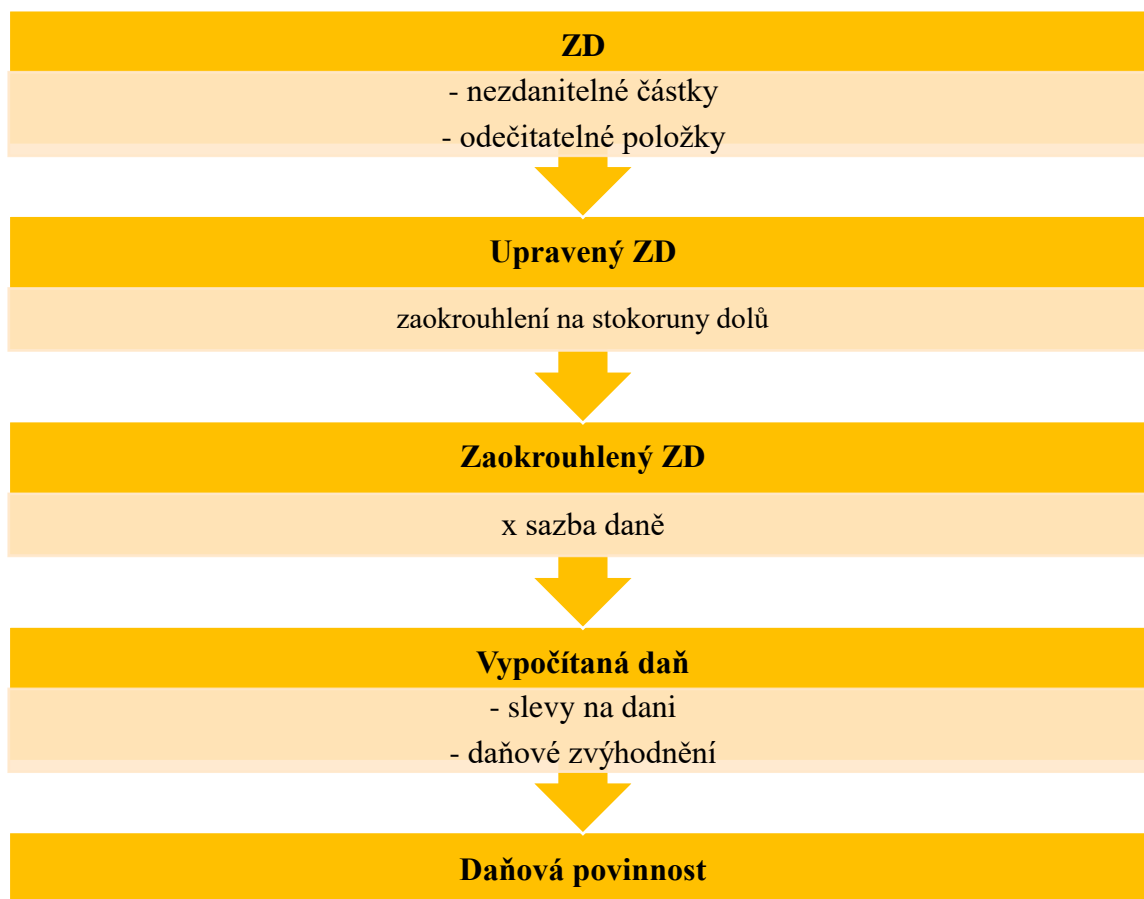 ZD
- nezdanitelné částky
- odečitatelné položky
Upravený ZD
zaokrouhlení na stokoruny dolů
Zaokrouhlený ZD
x sazba daně
Vypočítaná daň
- slevy na dani
- daňové zvýhodnění
Daňová povinnost